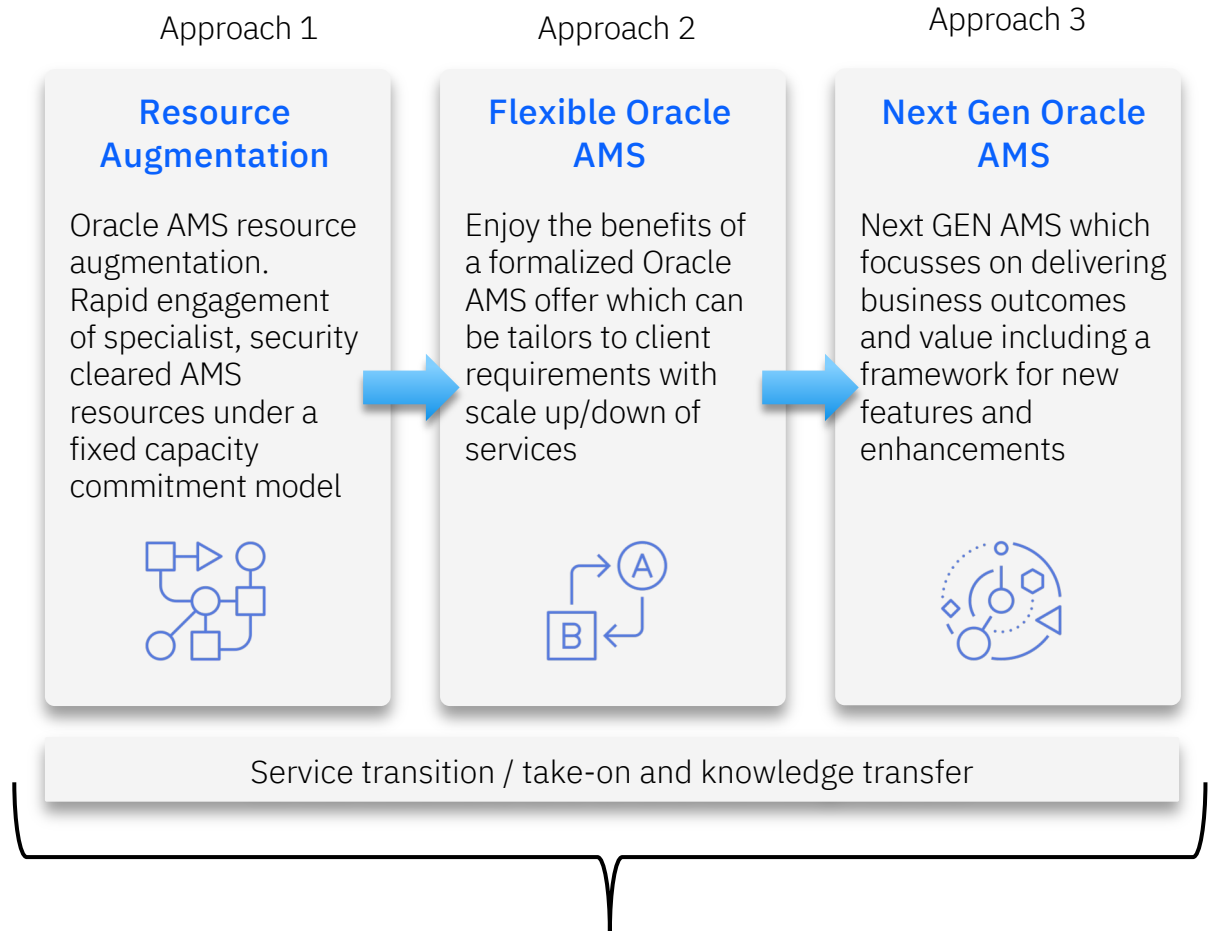 Approach 1
Approach 2
Approach 3
Resource
Augmentation
Oracle AMS resource
augmentation.
Rapid engagement
of specialist, security
cleared AMS
resources under a
fixed capacity
commitment model
Flexible Oracle
AMS
Enjoy the benefits of
a formalized Oracle
AMS offer which can
be tailors to client
requirements with
scale up/down of
services
A
B
Next Gen Oracle
AMS
Next GEN AMS which
focusses on delivering
business outcomes
and value including a
framework for new
features and
enhancements
Service transition / take-on and knowledge transfer